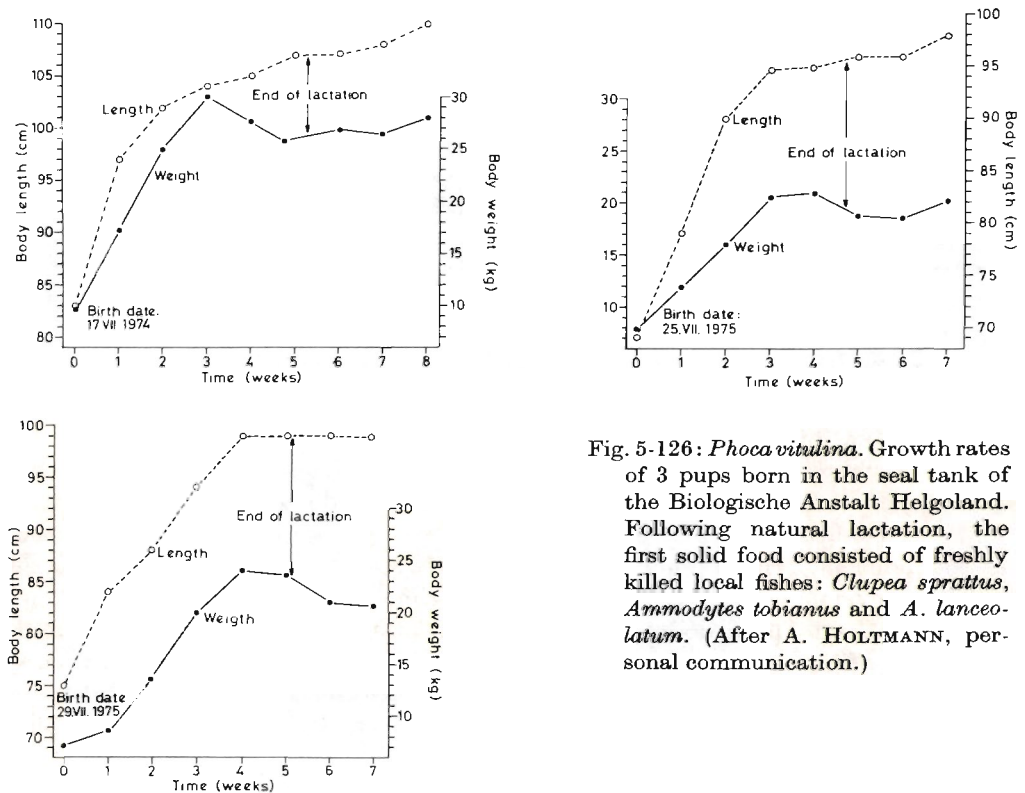 110
105
100
95
90
85
80
Body length (cm)
Length
Weight
End of lactation
Birth date:
17 VII 1974
30
25
20
15
10
Body weight (kg)
0 1 2 3 4 5 6 7 8
Time (weeks)
30
25
20
15
10
Length
Weight
End of lactation
Birth date:
25.VII. 1975
100
95
90
85
80
75
70
Body length (cm)
0 1 2 3 4 5 6 7
Time (weeks)
100
95
90
85
80
75
70
Body length (cm)
Length
Weigth
End of lactation
Birth date
29.VII. 1975
30
25
20
15
10
Body weight (kg)
0 1 2 3 4 5 6 7
Time (weeks)
Fig. 5-126: Phoca vitulina. Growth rates
of 3 pups born in the seal tank of
the Biologische Anstalt Helgoland.
Following natural lactation, the
first solid food consisted of freshly
killed local fishes: Clupea sprattus,
Ammodytes tobianus and A. lanceo-
latum. (After A. HOLTMANN, per-
sonal communication.)